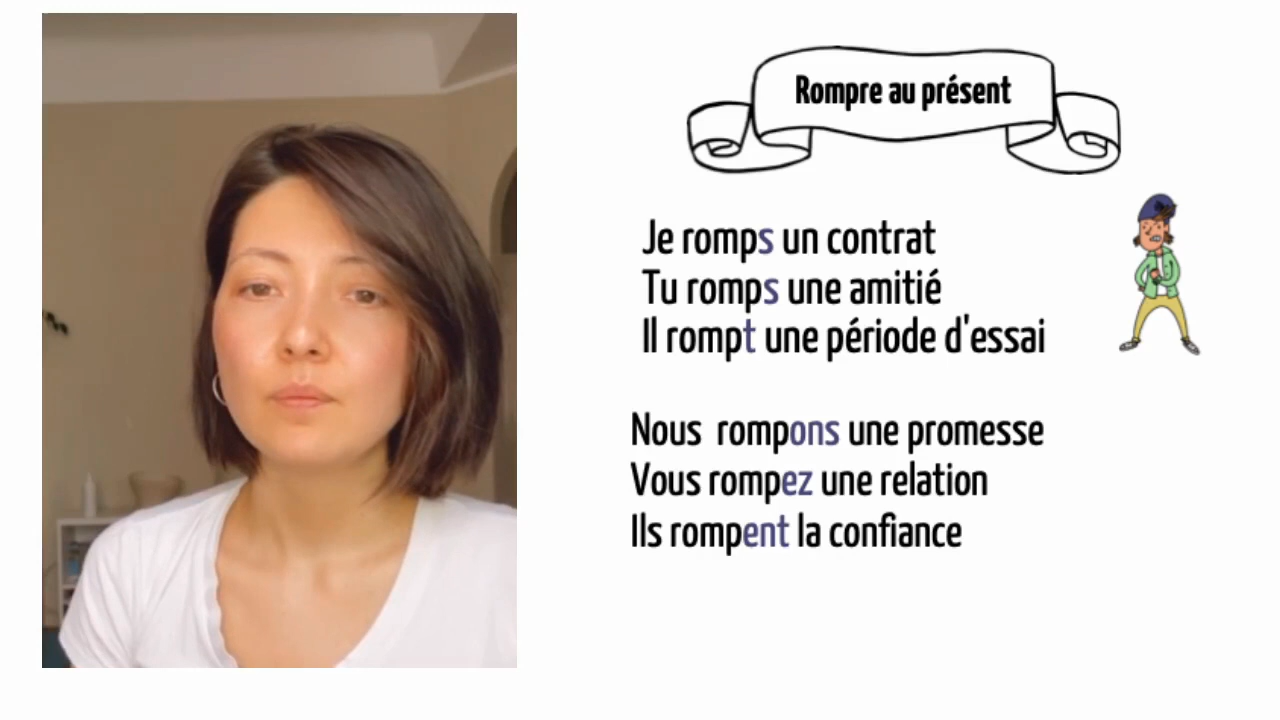 Rompre au présent
Je romps un contrat
Tu romps une amitié
Il rompt une période d'essai
Nous rompons une promesse
Vous rompez une relation
Ils rompent la confiance